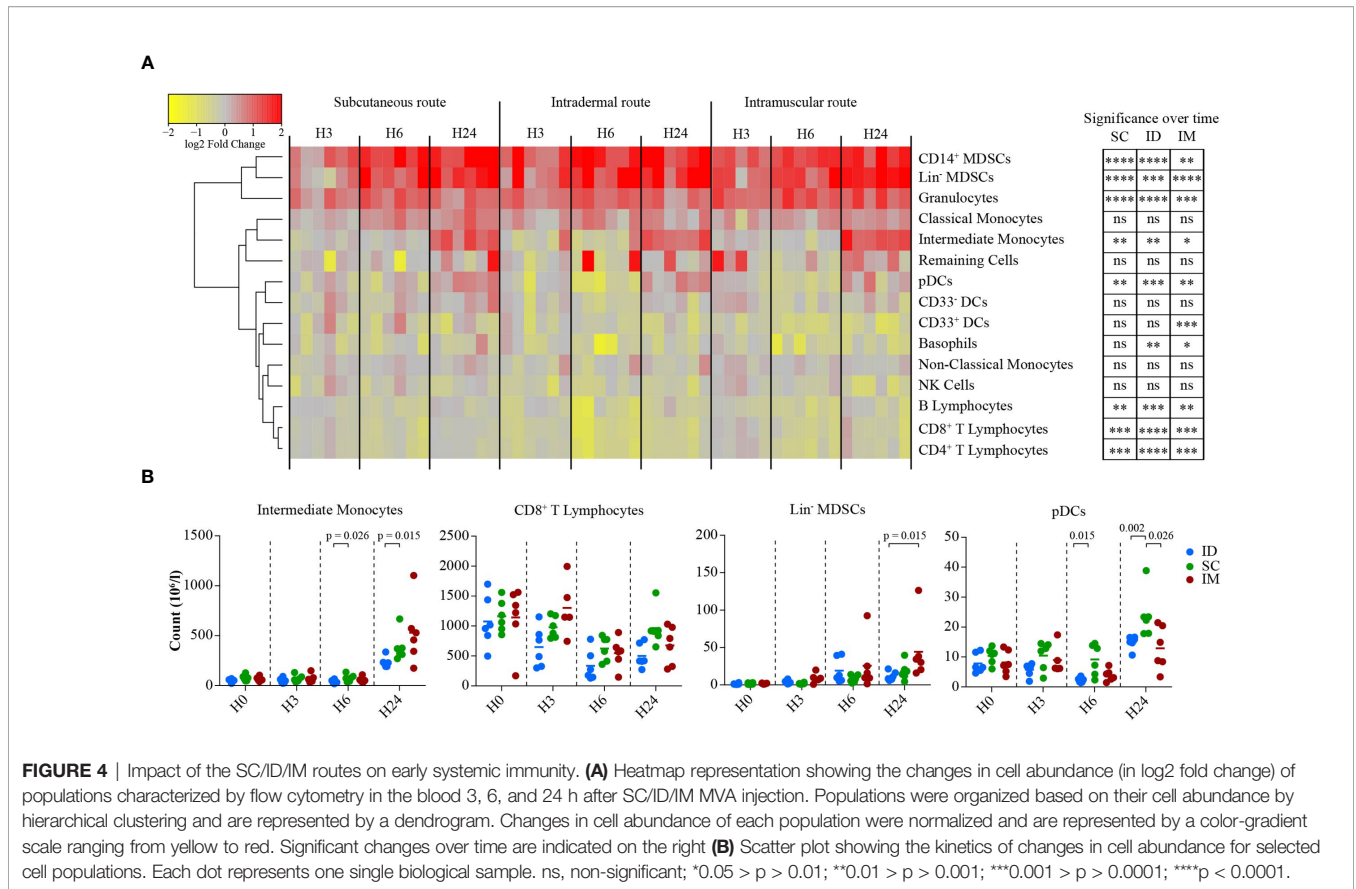 A
Subcutaneous route Intradermal route Intramuscular route
H3 H6 H24 H3 H6 H24 H3 H6 H24
−2 −1 0 1 2
log2 Fold Change
Significance over time
SC ID IM
CD14⁺ MDSCs **** **** **
Lin⁻ MDSCs **** *** ****
Granulocytes **** **** ***
Classical Monocytes ns ns ns
Intermediate Monocytes ** ** *
Remaining Cells ns ns ns
pDCs ** *** **
CD33⁻ DCs ns ns ns
CD33⁺ DCs ns ns ***
Basophils ns ** *
Non-Classical Monocytes ns ns ns
NK Cells ns ns ns
B Lymphocytes ** *** **
CD8⁺ T Lymphocytes *** **** ***
CD4⁺ T Lymphocytes *** **** ***
B
Intermediate Monocytes
Count (10⁶/l)
1500
1000
500
0
p = 0.026
p = 0.015
H0 H3 H6 H24
CD8⁺ T Lymphocytes
2500
2000
1500
1000
500
0
H0 H3 H6 H24
Lin⁻ MDSCs
200
150
100
50
0
p = 0.015
H0 H3 H6 H24
pDCs
50
40
30
20
10
0
0.015
0.002
0.026
H0 H3 H6 H24
ID
SC
IM
FIGURE 4 | Impact of the SC/ID/IM routes on early systemic immunity. (A) Heatmap representation showing the changes in cell abundance (in log2 fold change) of
populations characterized by flow cytometry in the blood 3, 6, and 24 h after SC/ID/IM MVA injection. Populations were organized based on their cell abundance by
hierarchical clustering and are represented by a dendrogram. Changes in cell abundance of each population were normalized and are represented by a color-gradient
scale ranging from yellow to red. Significant changes over time are indicated on the right (B) Scatter plot showing the kinetics of changes in cell abundance for selected
cell populations. Each dot represents one single biological sample. ns, non-significant; *0.05 > p > 0.01; **0.01 > p > 0.001; ***0.001 > p > 0.0001; ****p < 0.0001.